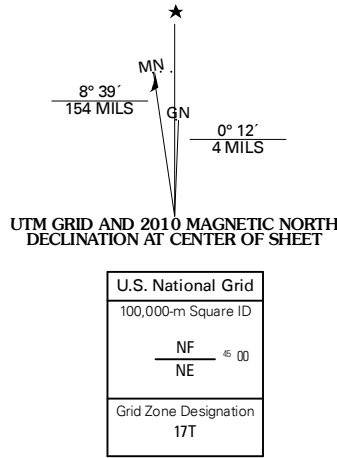 ★
MN
8° 39´
154 MILS
GN
0° 12´
4 MILS
UTM GRID AND 2010 MAGNETIC NORTH
DECLINATION AT CENTER OF SHEET
U.S. National Grid
100,000-m Square ID
NF
45 00
NE
Grid Zone Designation
17T